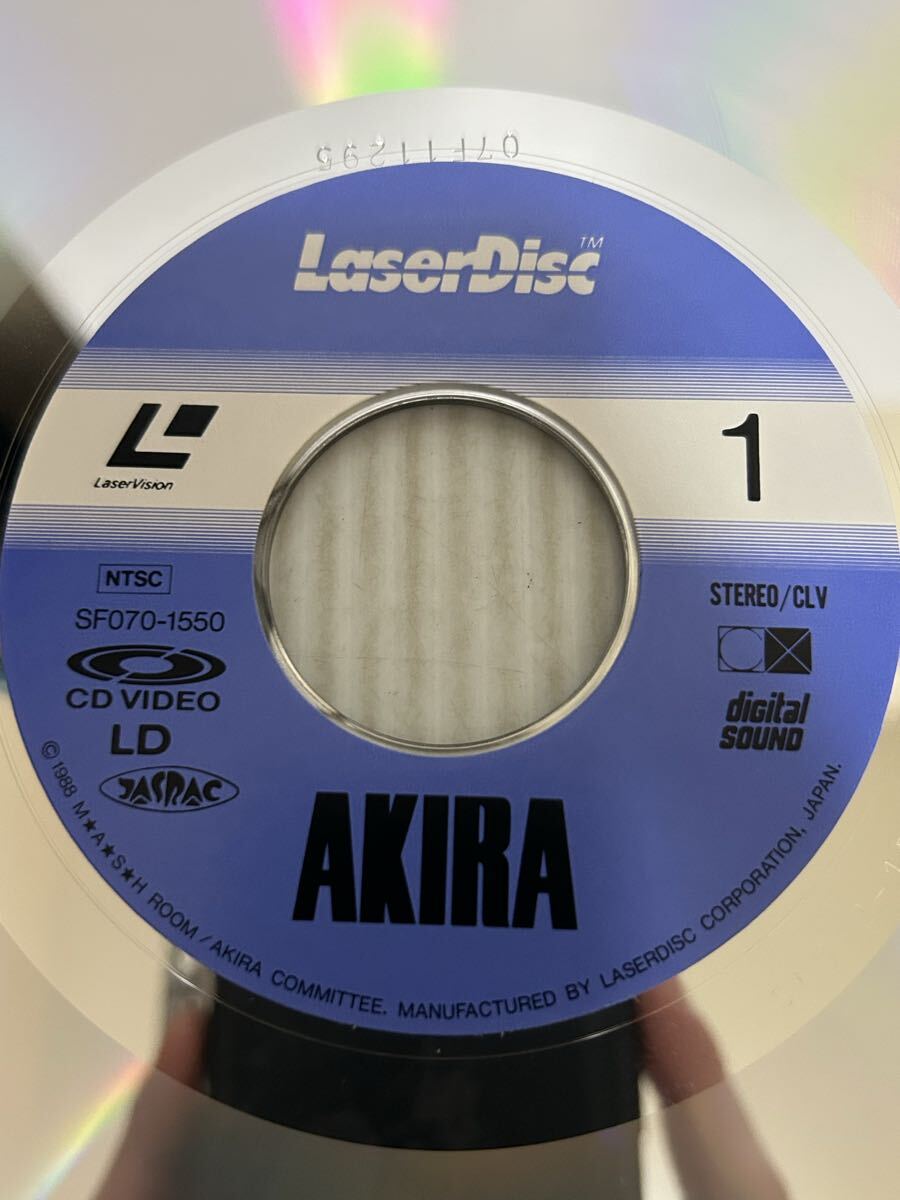 07F11295
LaserDisc™
LaserVision
1
NTSC
SF070-1550
CD VIDEO
LD
JASRAC
STEREO/CLV
digital
SOUND
AKIRA
©1988 M★A★S★H ROOM/AKIRA COMMITTEE. MANUFACTURED BY LASERDISC CORPORATION, JAPAN.